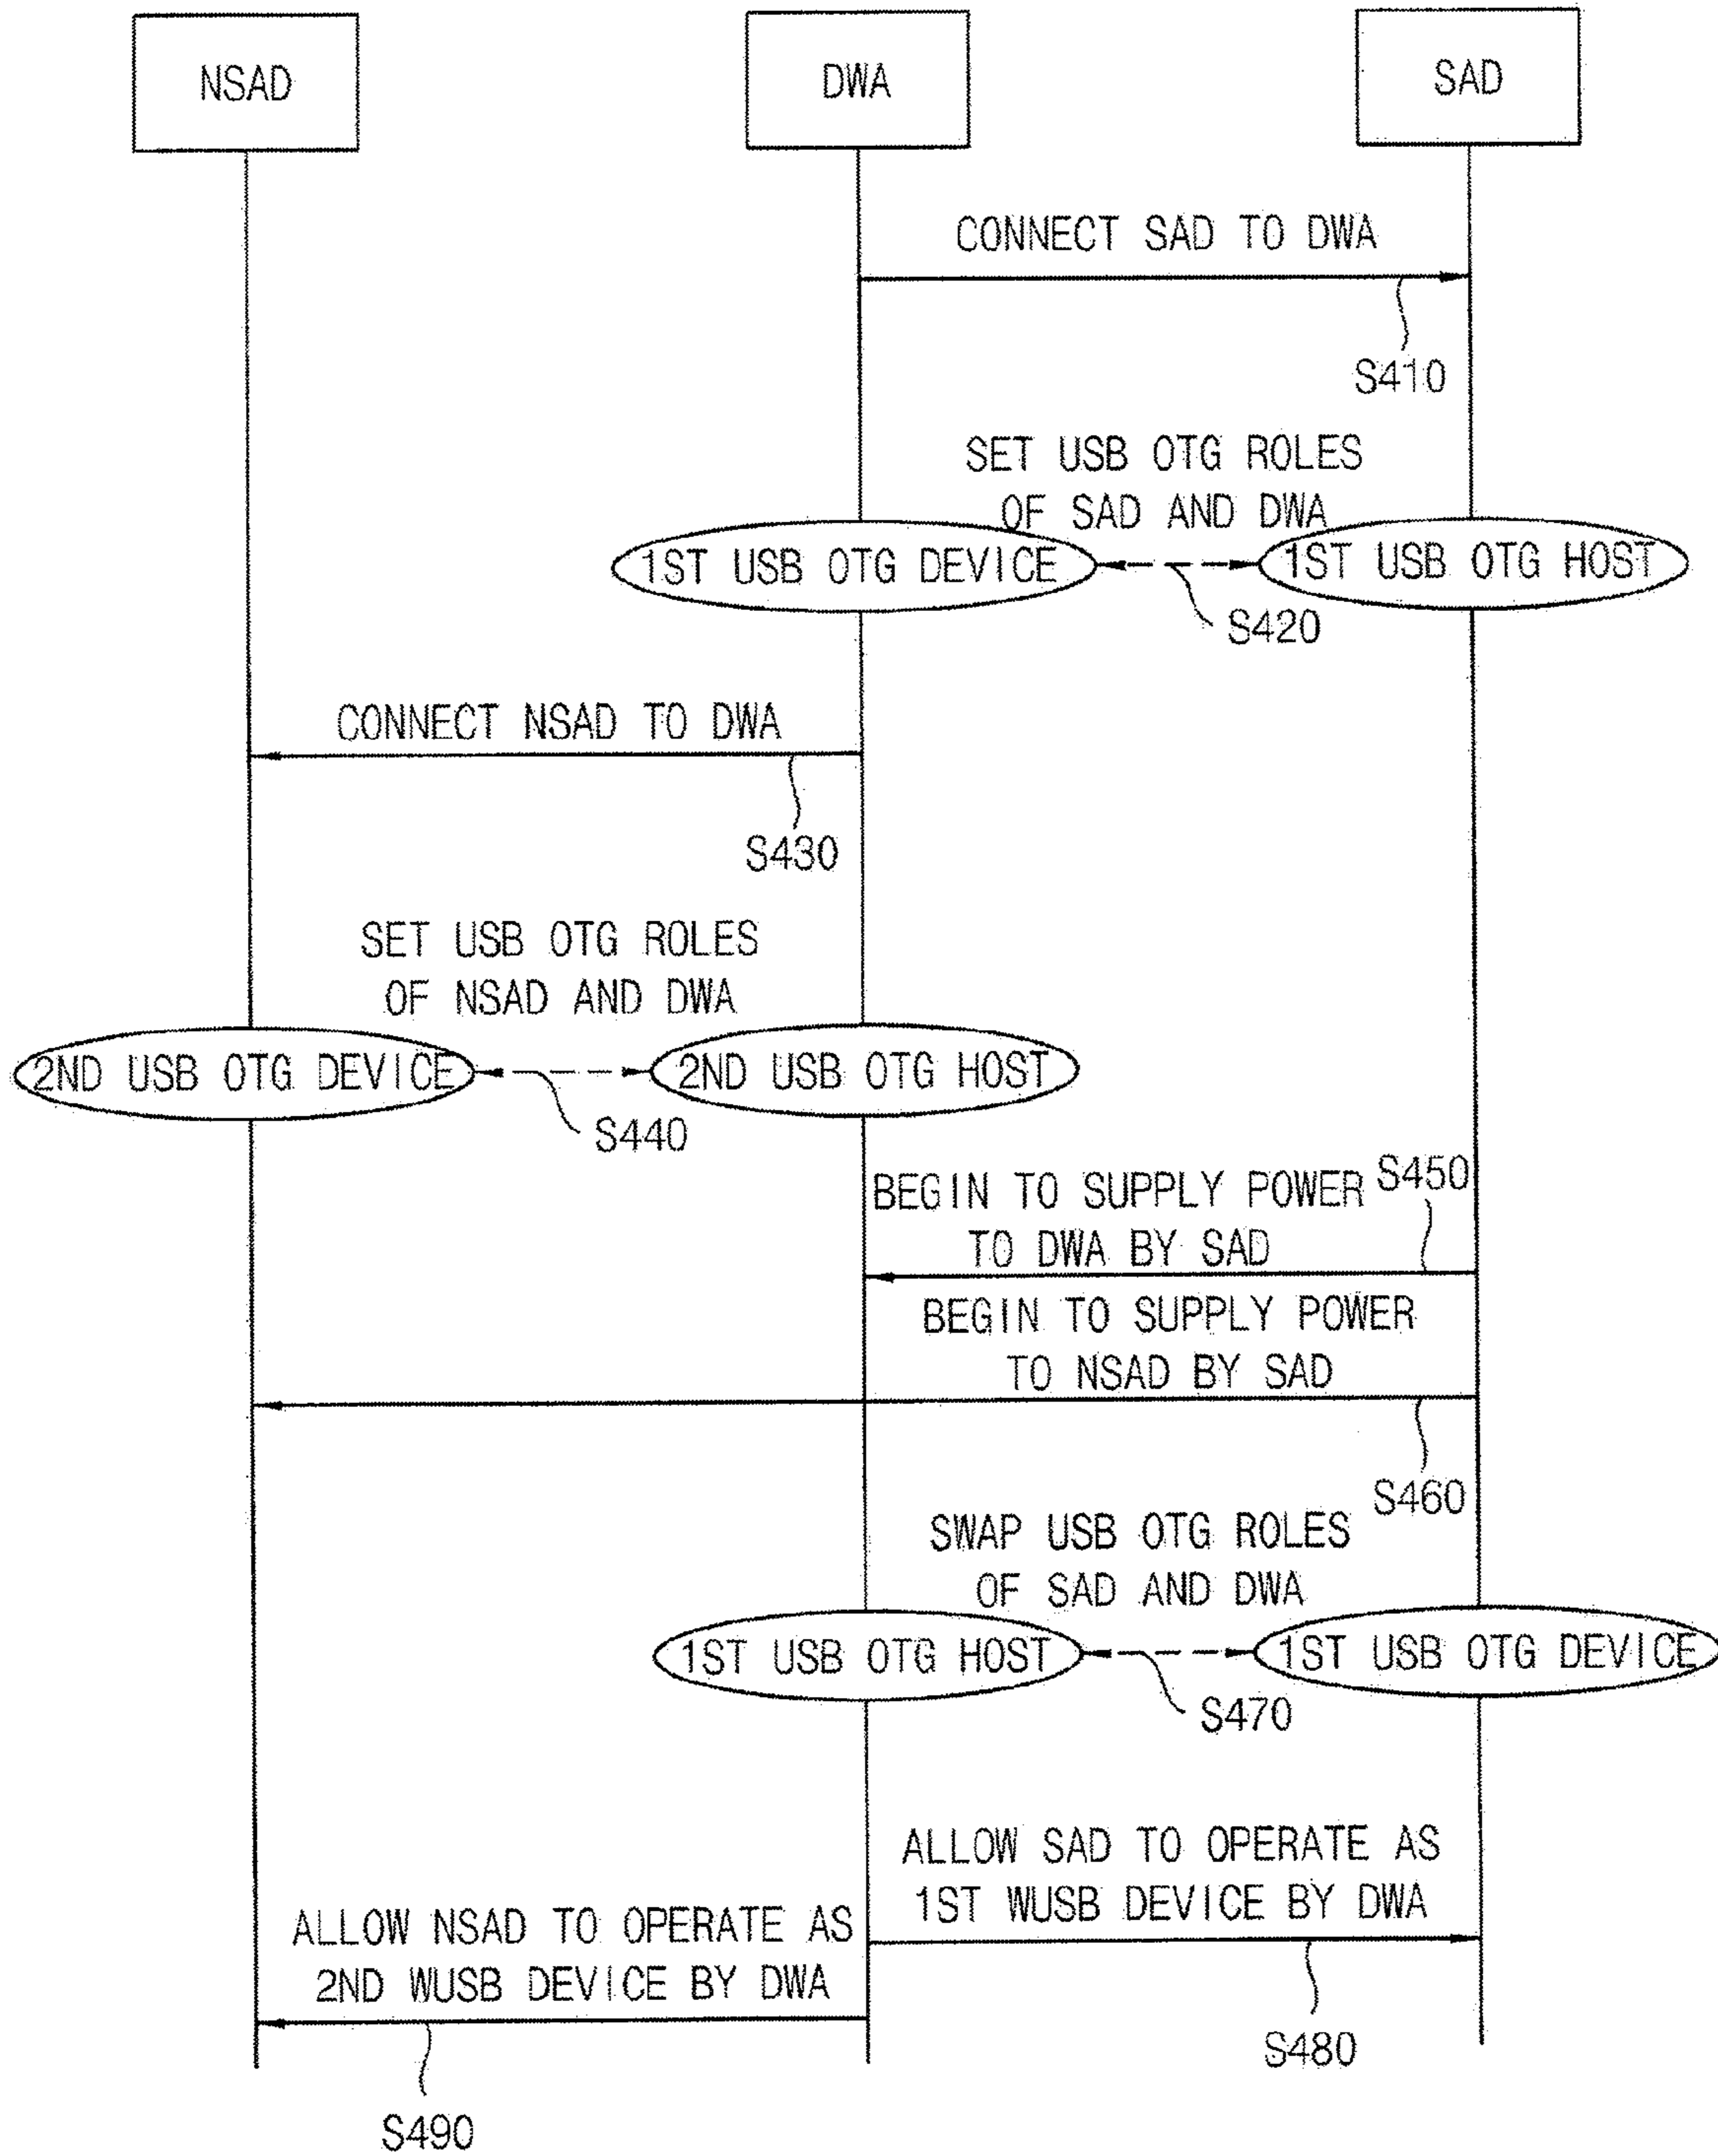 NSAD
DWA
SAD
CONNECT SAD TO DWA
S410
SET USB OTG ROLES
OF SAD AND DWA
1ST USB OTG DEVICE
1ST USB OTG HOST
S420
CONNECT NSAD TO DWA
S430
SET USB OTG ROLES
OF NSAD AND DWA
2ND USB OTG DEVICE
2ND USB OTG HOST
S440
S450
BEGIN TO SUPPLY POWER
TO DWA BY SAD
BEGIN TO SUPPLY POWER
TO NSAD BY SAD
S460
SWAP USB OTG ROLES
OF SAD AND DWA
1ST USB OTG HOST
1ST USB OTG DEVICE
S470
ALLOW SAD TO OPERATE AS
1ST WUSB DEVICE BY DWA
ALLOW NSAD TO OPERATE AS
2ND WUSB DEVICE BY DWA
S480
S490